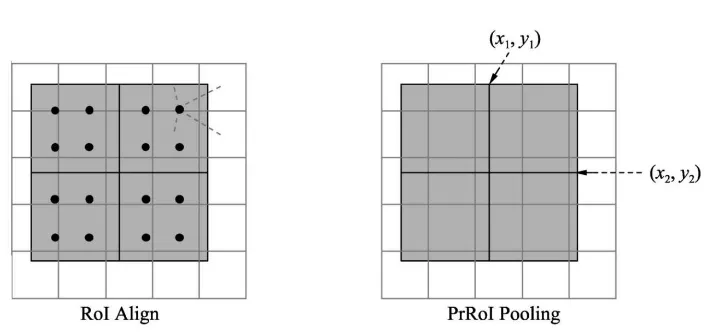 (x₁, y₁)
(x₂, y₂)
RoI Align
PrRoI Pooling